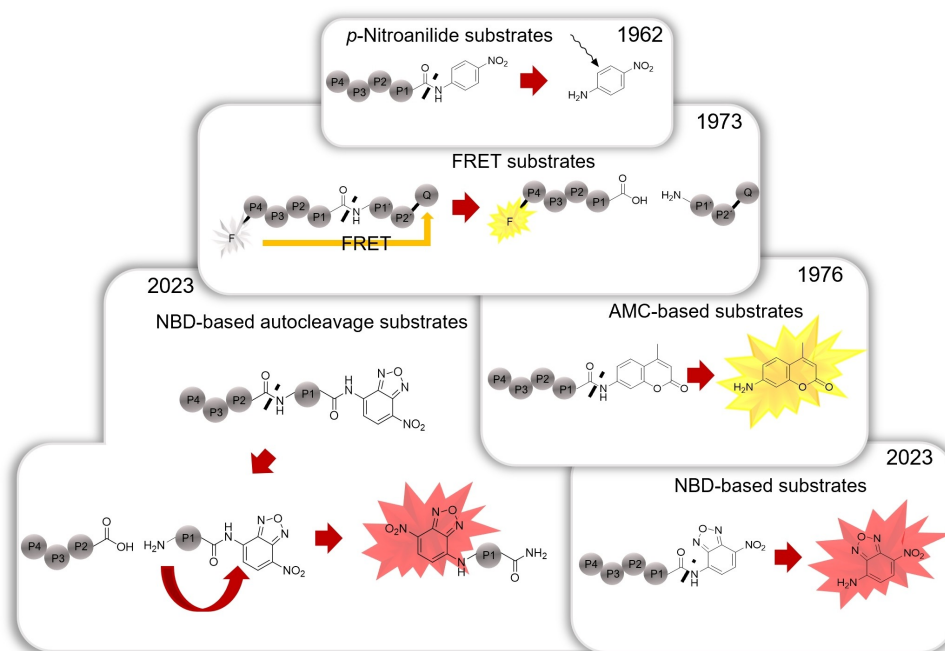 p-Nitroanilide substrates
1962
P4 P3 P2 P1 O N H NO2
H2N NO2
1973
FRET substrates
F P4 P3 P2 P1 O N H P1' P2' Q
FRET
F P4 P3 P2 P1 O OH
H2N P1' P2' Q
2023
NBD-based autocleavage substrates
P4 P3 P2 O N H P1 O H N N O N NO2
1976
AMC-based substrates
P4 P3 P2 P1 O N H O O
H2N O O
P4 P3 P2 O OH
H2N P1 O H N N O N NO2
O2N N O N N H P1 O NH2
2023
NBD-based substrates
P4 P3 P2 P1 O N H N O N NO2
H2N N O N NO2